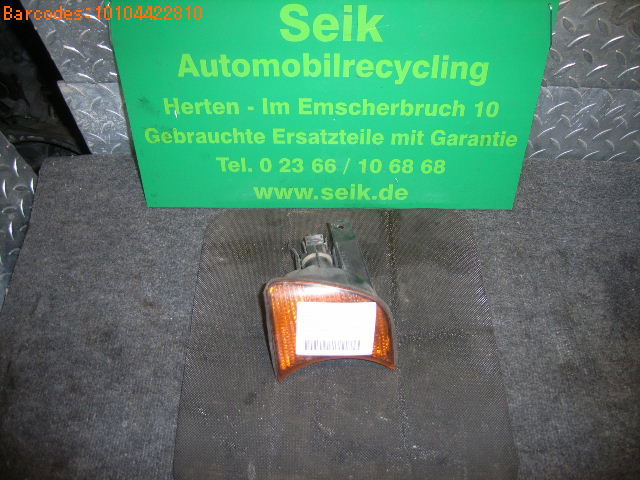 Barcodes:10104422810
Seik
Automobilrecycling
Herten - Im Emscherbruch 10
Gebrauchte Ersatzteile mit Garantie
Tel. 0 23 66 / 10 68 68
www.seik.de